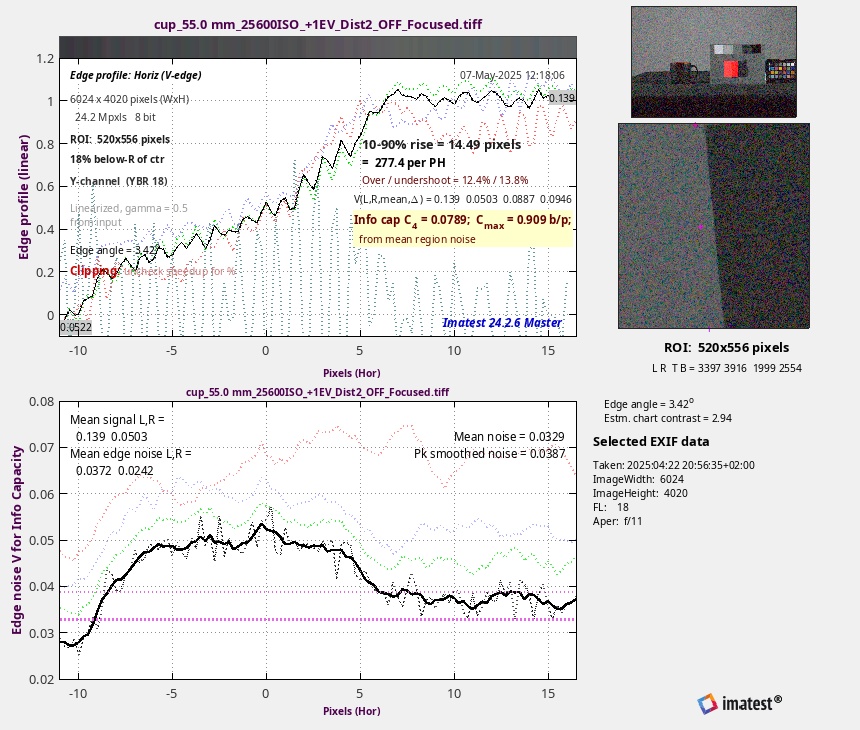 cup_55.0 mm_25600ISO_+1EV_Dist2_OFF_Focused.tiff
Edge profile: Horiz (V-edge)
07-May-2025 12:18:06
6024 x 4020 pixels (WxH)
24.2 Mpxls   8 bit
ROI:  520x556 pixels
18% below-R of ctr
Y-channel  (YBR 18)
Linearized, gamma = 0.5
from input
Edge angle = 3.42°
Clipping: uncheck speedup for %
0.0522
0.139
10-90% rise = 14.49 pixels
=  277.4 per PH
Over / undershoot = 12.4% / 13.8%
V(L,R,mean,Δ) = 0.139  0.0503  0.0887  0.0946
Info cap C4 = 0.0789;  Cmax = 0.909 b/p;
from mean region noise
Imatest 24.2.6 Master
Edge profile (linear)
1.2
1
0.8
0.6
0.4
0.2
0
-10
-5
0
5
10
15
Pixels (Hor)
cup_55.0 mm_25600ISO_+1EV_Dist2_OFF_Focused.tiff
Mean signal L,R =
0.139  0.0503
Mean edge noise L,R =
0.0372  0.0242
Mean noise = 0.0329
Pk smoothed noise = 0.0387
Edge noise V for Info Capacity
0.08
0.07
0.06
0.05
0.04
0.03
0.02
-10
-5
0
5
10
15
Pixels (Hor)
ROI:  520x556 pixels
L R  T B = 3397 3916  1999 2554
Edge angle = 3.42°
Estm. chart contrast = 2.94
Selected EXIF data
Taken: 2025:04:22 20:56:35+02:00
ImageWidth:  6024
ImageHeight:  4020
FL:   18
Aper:  f/11
imatest®